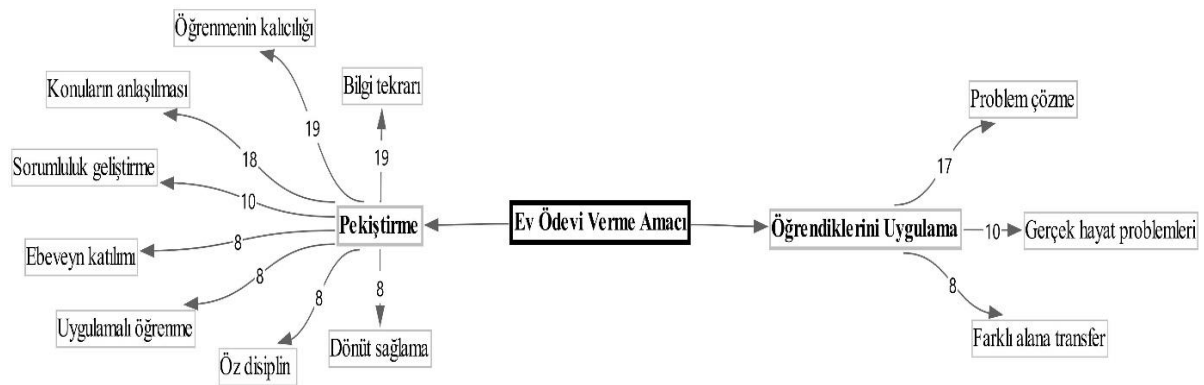 Öğrenmenin kalıcılığı
Konuların anlaşılması
Bilgi tekrarı
Problem çözme
19
18
19
17
Sorumluluk geliştirme
10
Pekiştirme
Ev Ödevi Verme Amacı
Öğrendiklerini Uygulama
10
Gerçek hayat problemleri
Ebeveyn katılımı
8
8
8
8
8
Uygulamalı öğrenme
Öz disiplin
Dönüt sağlama
Farklı alana transfer